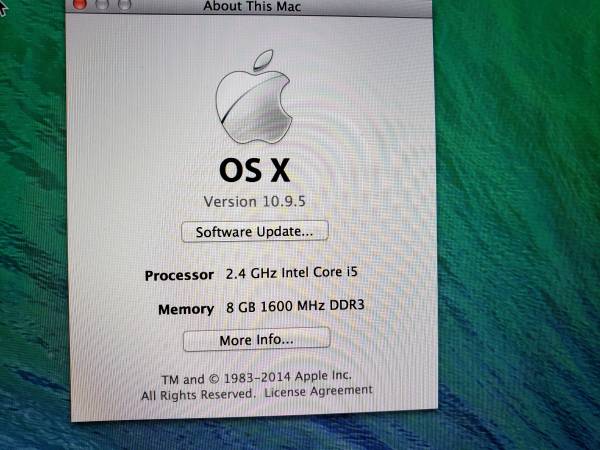 About This Mac
OS X
Version 10.9.5
Software Update...
Processor 2.4 GHz Intel Core i5
Memory 8 GB 1600 MHz DDR3
More Info...
TM and © 1983-2014 Apple Inc.
All Rights Reserved. License Agreement